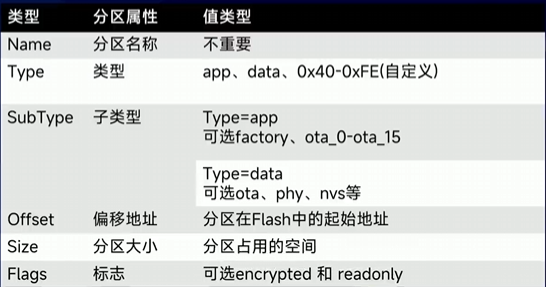 类型 分区属性 值类型
Name 分区名称 不重要
Type 类型 app、data、0x40-0xFE(自定义)
SubType 子类型 Type=app
可选factory、ota_0-ota_15
Type=data
可选ota、phy、nvs等
Offset 偏移地址 分区在Flash中的起始地址
Size 分区大小 分区占用的空间
Flags 标志 可选encrypted 和 readonly